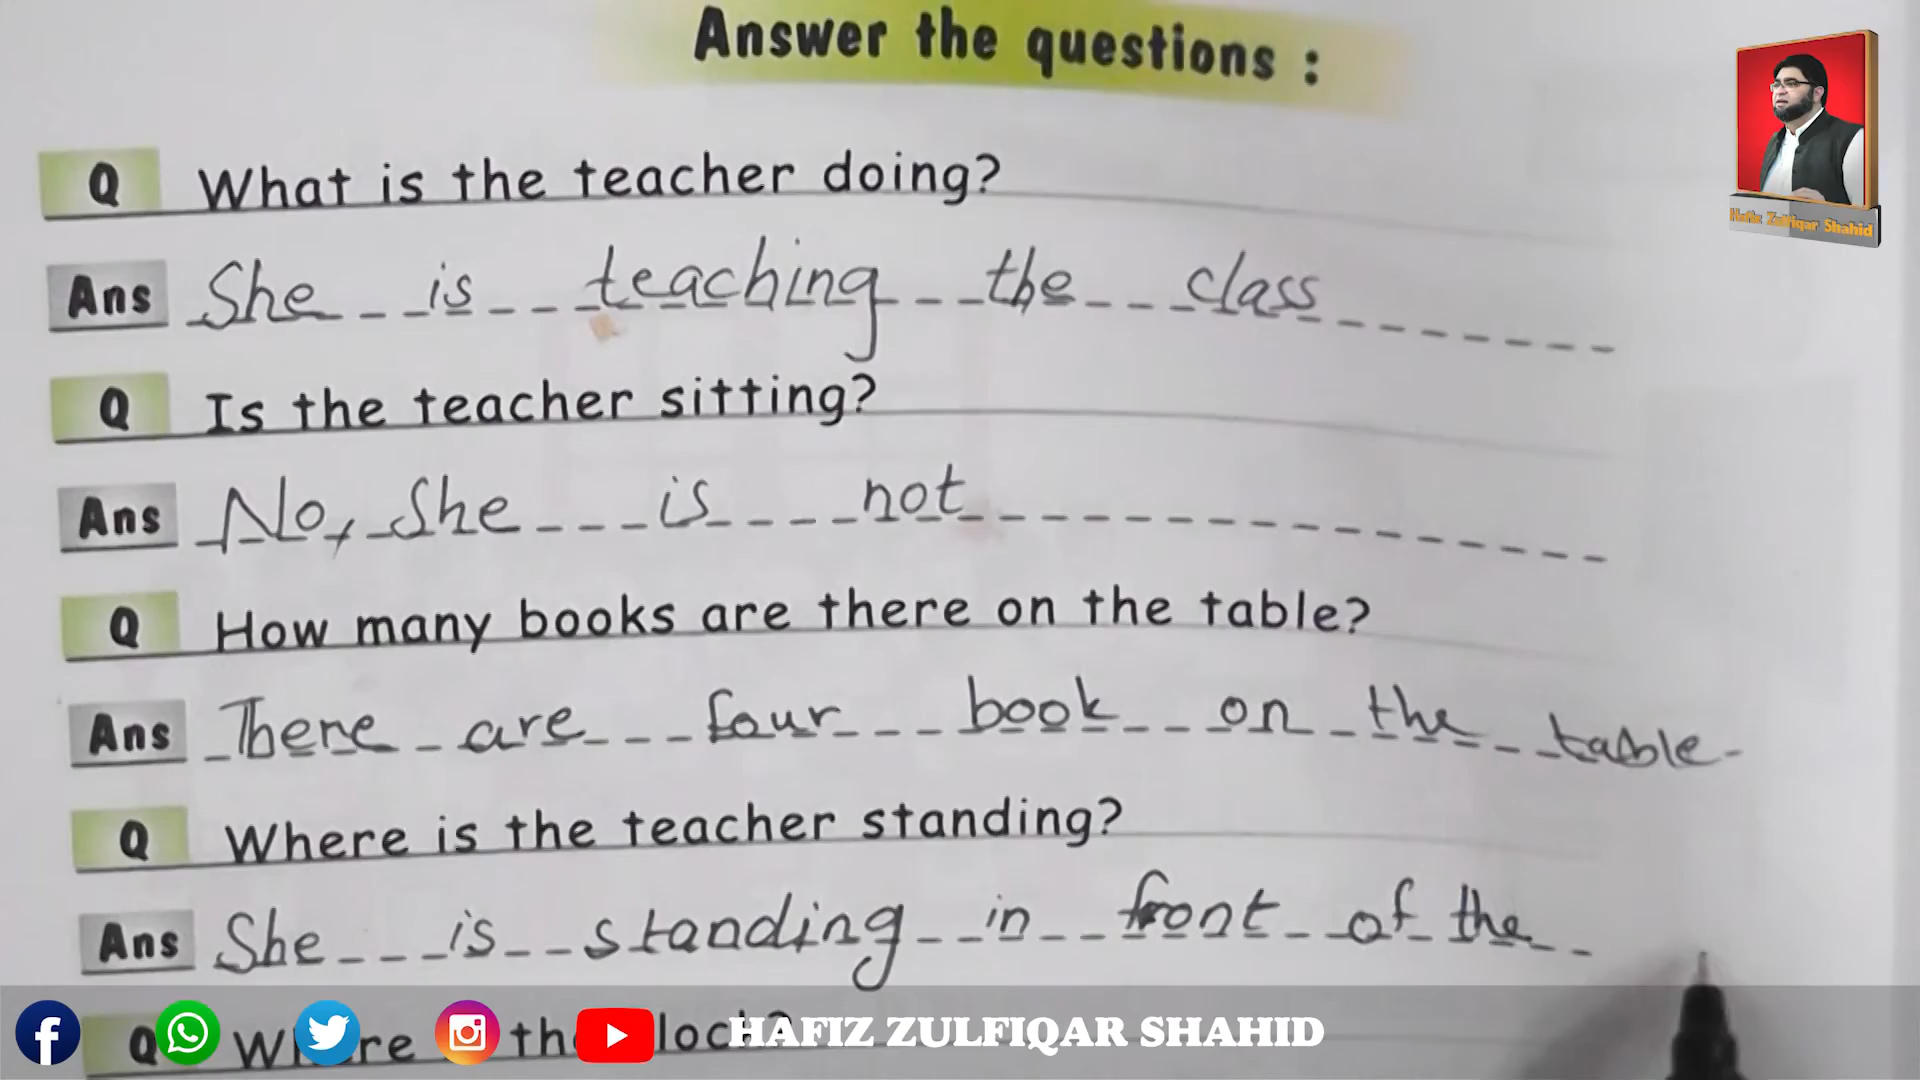 Answer the questions :
Hafiz Zulfiqar Shahid
Q What is the teacher doing?
Ans She is teaching the class
Q Is the teacher sitting?
Ans No, She is not
Q How many books are there on the table?
Ans There are four book on the table
Q Where is the teacher standing?
Ans She is standing in front of the
Q
HAFIZ ZULFIQAR SHAHID